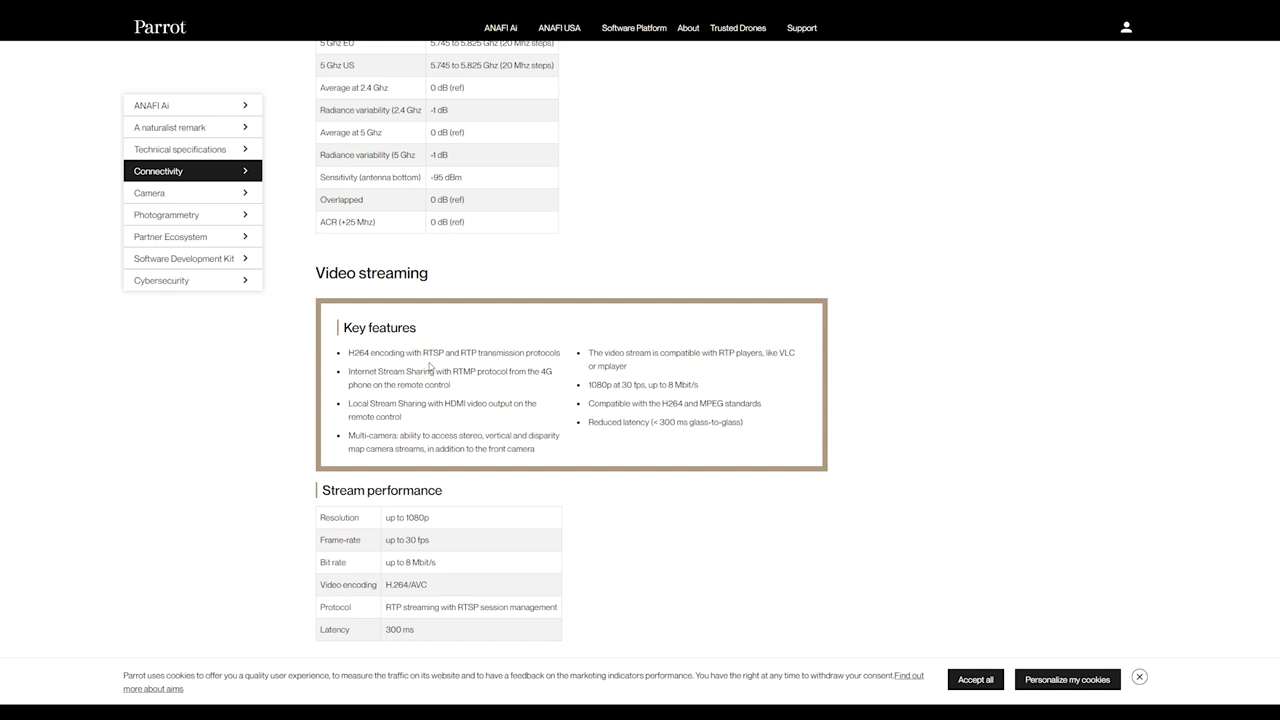 Parrot
ANAFI Ai
ANAFI USA
Software Platform
About
Trusted Drones
Support
ANAFI Ai
A naturalist remark
Technical specifications
Connectivity
Camera
Photogrammetry
Partner Ecosystem
Software Development Kit
Cybersecurity
5 Ghz EU 5.745 to 5.825 Ghz (20 Mhz steps)
5 Ghz US 5.745 to 5.825 Ghz (20 Mhz steps)
Average at 2.4 Ghz 0 dB (ref)
Radiance variability (2.4 Ghz -1 dB
Average at 5 Ghz 0 dB (ref)
Radiance variability (5 Ghz -1 dB
Sensitivity (antenna bottom) -95 dBm
Overlapped 0 dB (ref)
ACR (+25 Mhz) 0 dB (ref)
Video streaming
Key features
• H264 encoding with RTSP and RTP transmission protocols
• Internet Stream Sharing with RTMP protocol from the 4G
phone on the remote control
• Local Stream Sharing with HDMI video output on the
remote control
• Multi-camera: ability to access stereo, vertical and disparity
map camera streams, in addition to the front camera
• The video stream is compatible with RTP players, like VLC
or mplayer
• 1080p at 30 fps, up to 8 Mbit/s
• Compatible with the H264 and MPEG standards
• Reduced latency (< 300 ms glass-to-glass)
Stream performance
Resolution up to 1080p
Frame-rate up to 30 fps
Bit rate up to 8 Mbit/s
Video encoding H.264/AVC
Protocol RTP streaming with RTSP session management
Latency 300 ms
Parrot uses cookies to offer you a quality user experience, to measure the traffic on its website and to have a feedback on the marketing indicators performance. You have the right at any time to withdraw your consent.Find out
more about aims
Accept all
Personalize my cookies